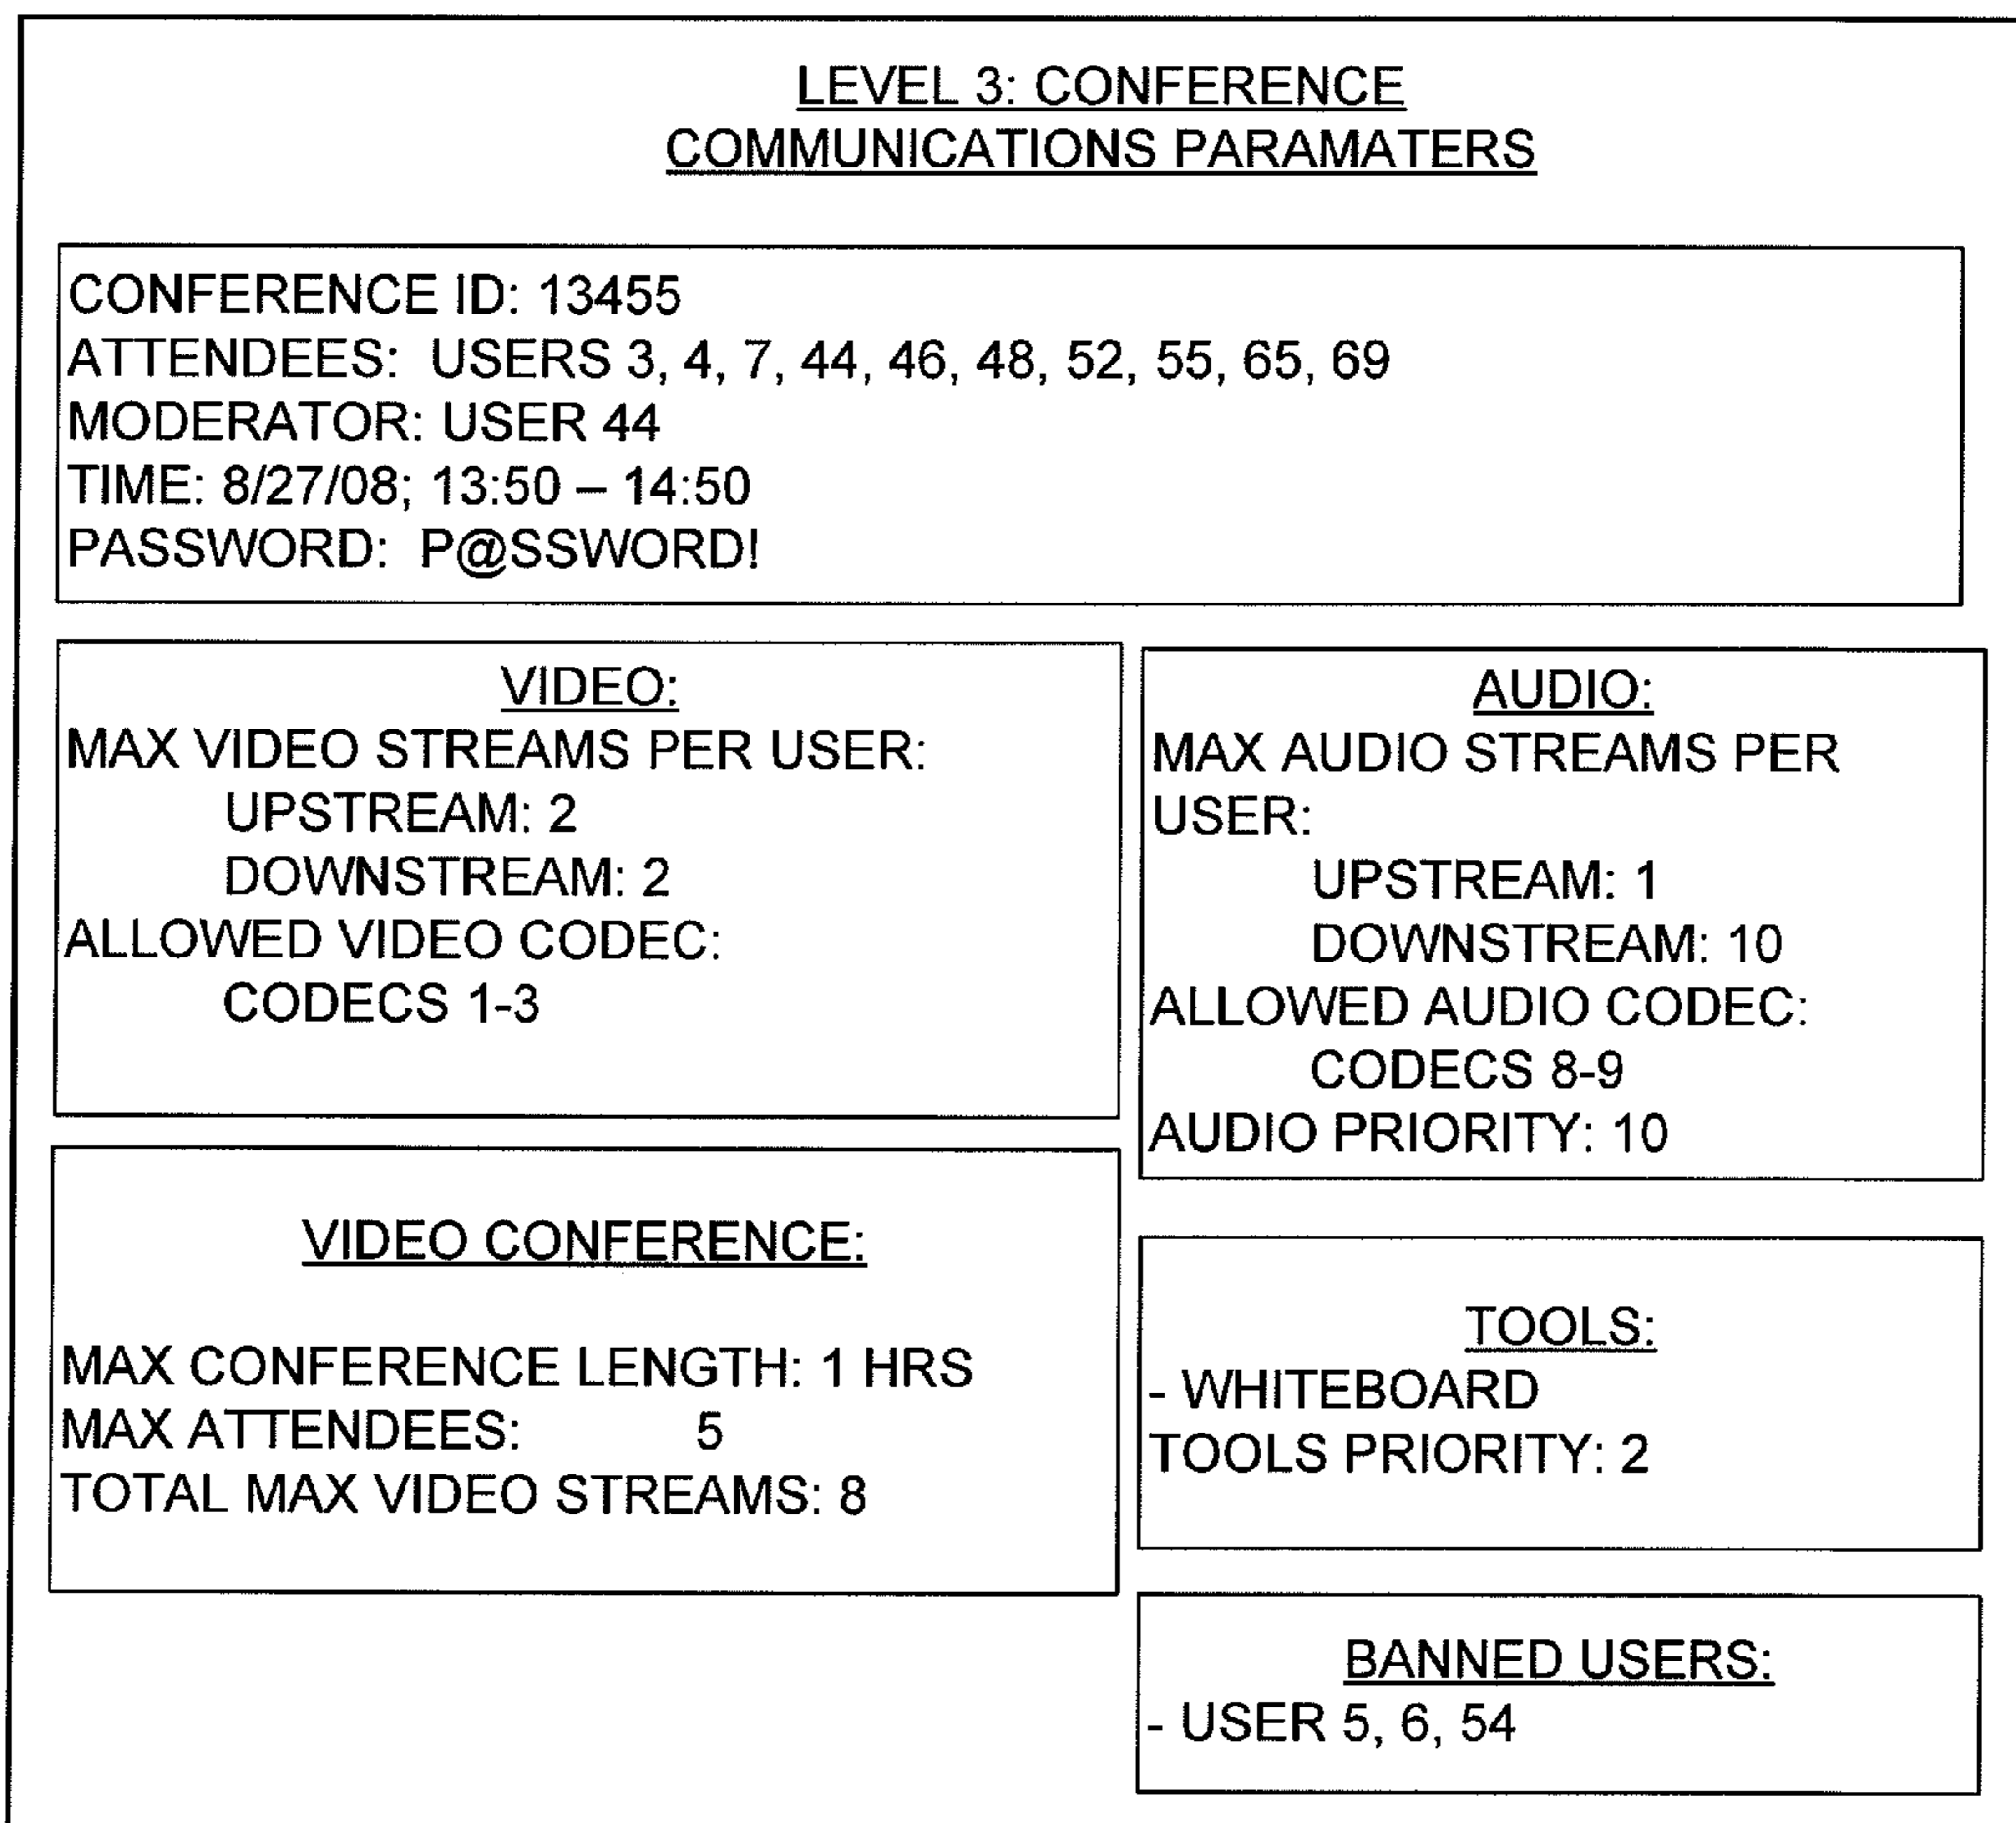 LEVEL 3: CONFERENCE
COMMUNICATIONS PARAMATERS
CONFERENCE ID: 13455
ATTENDEES: USERS 3, 4, 7, 44, 46, 48, 52, 55, 65, 69
MODERATOR: USER 44
TIME: 8/27/08; 13:50 – 14:50
PASSWORD: P@SSWORD!
VIDEO:
MAX VIDEO STREAMS PER USER:
UPSTREAM: 2
DOWNSTREAM: 2
ALLOWED VIDEO CODEC:
CODECS 1-3
AUDIO:
MAX AUDIO STREAMS PER
USER:
UPSTREAM: 1
DOWNSTREAM: 10
ALLOWED AUDIO CODEC:
CODECS 8-9
AUDIO PRIORITY: 10
VIDEO CONFERENCE:
MAX CONFERENCE LENGTH: 1 HRS
MAX ATTENDEES: 5
TOTAL MAX VIDEO STREAMS: 8
TOOLS:
- WHITEBOARD
TOOLS PRIORITY: 2
BANNED USERS:
- USER 5, 6, 54